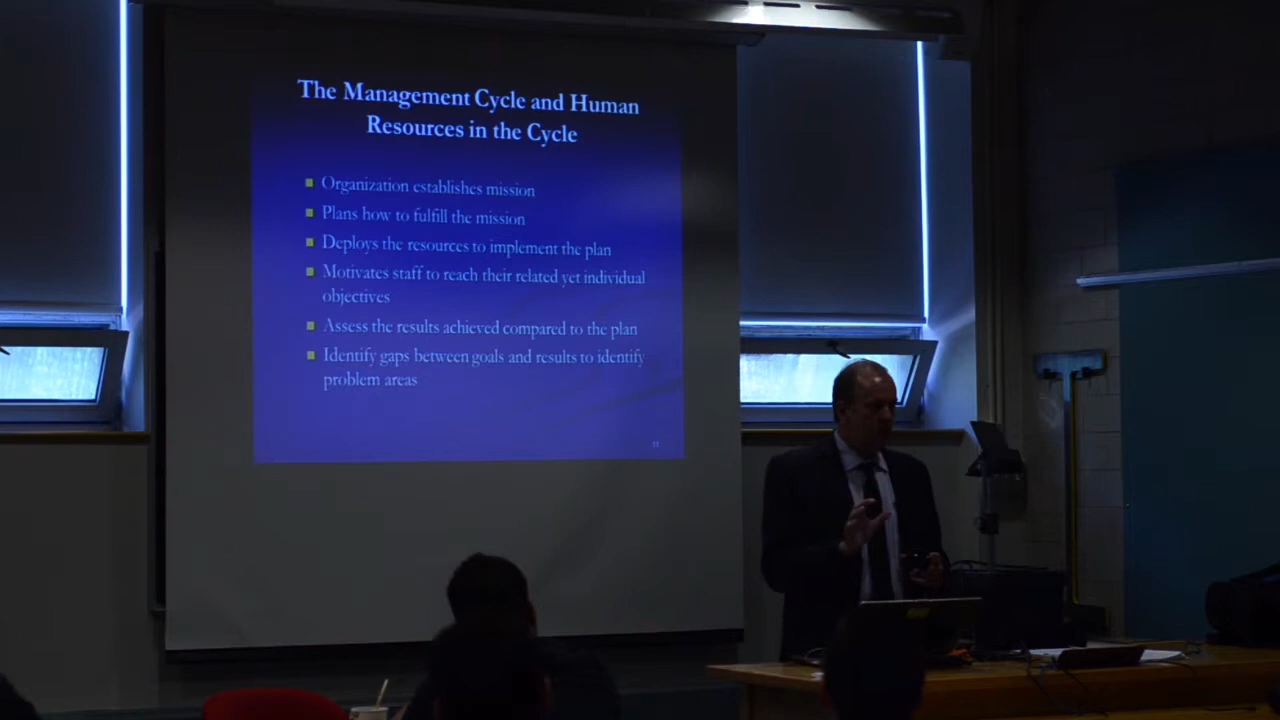 The Management Cycle and Human
Resources in the Cycle
Organization establishes mission
Plans how to fulfill the mission
Deploys the resources to implement the plan
Motivates staff to reach their related yet individual
objectives
Assess the results achieved compared to the plan
Identify gaps between goals and results to identify
problem areas